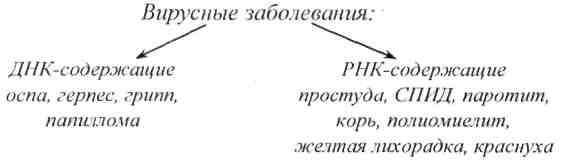 Вирусные заболевания:
ДНК-содержащие
оспа, герпес, грипп,
папиллома
РНК-содержащие
простуда, СПИД, паротит,
корь, полиомиелит,
желтая лихорадка, краснуха